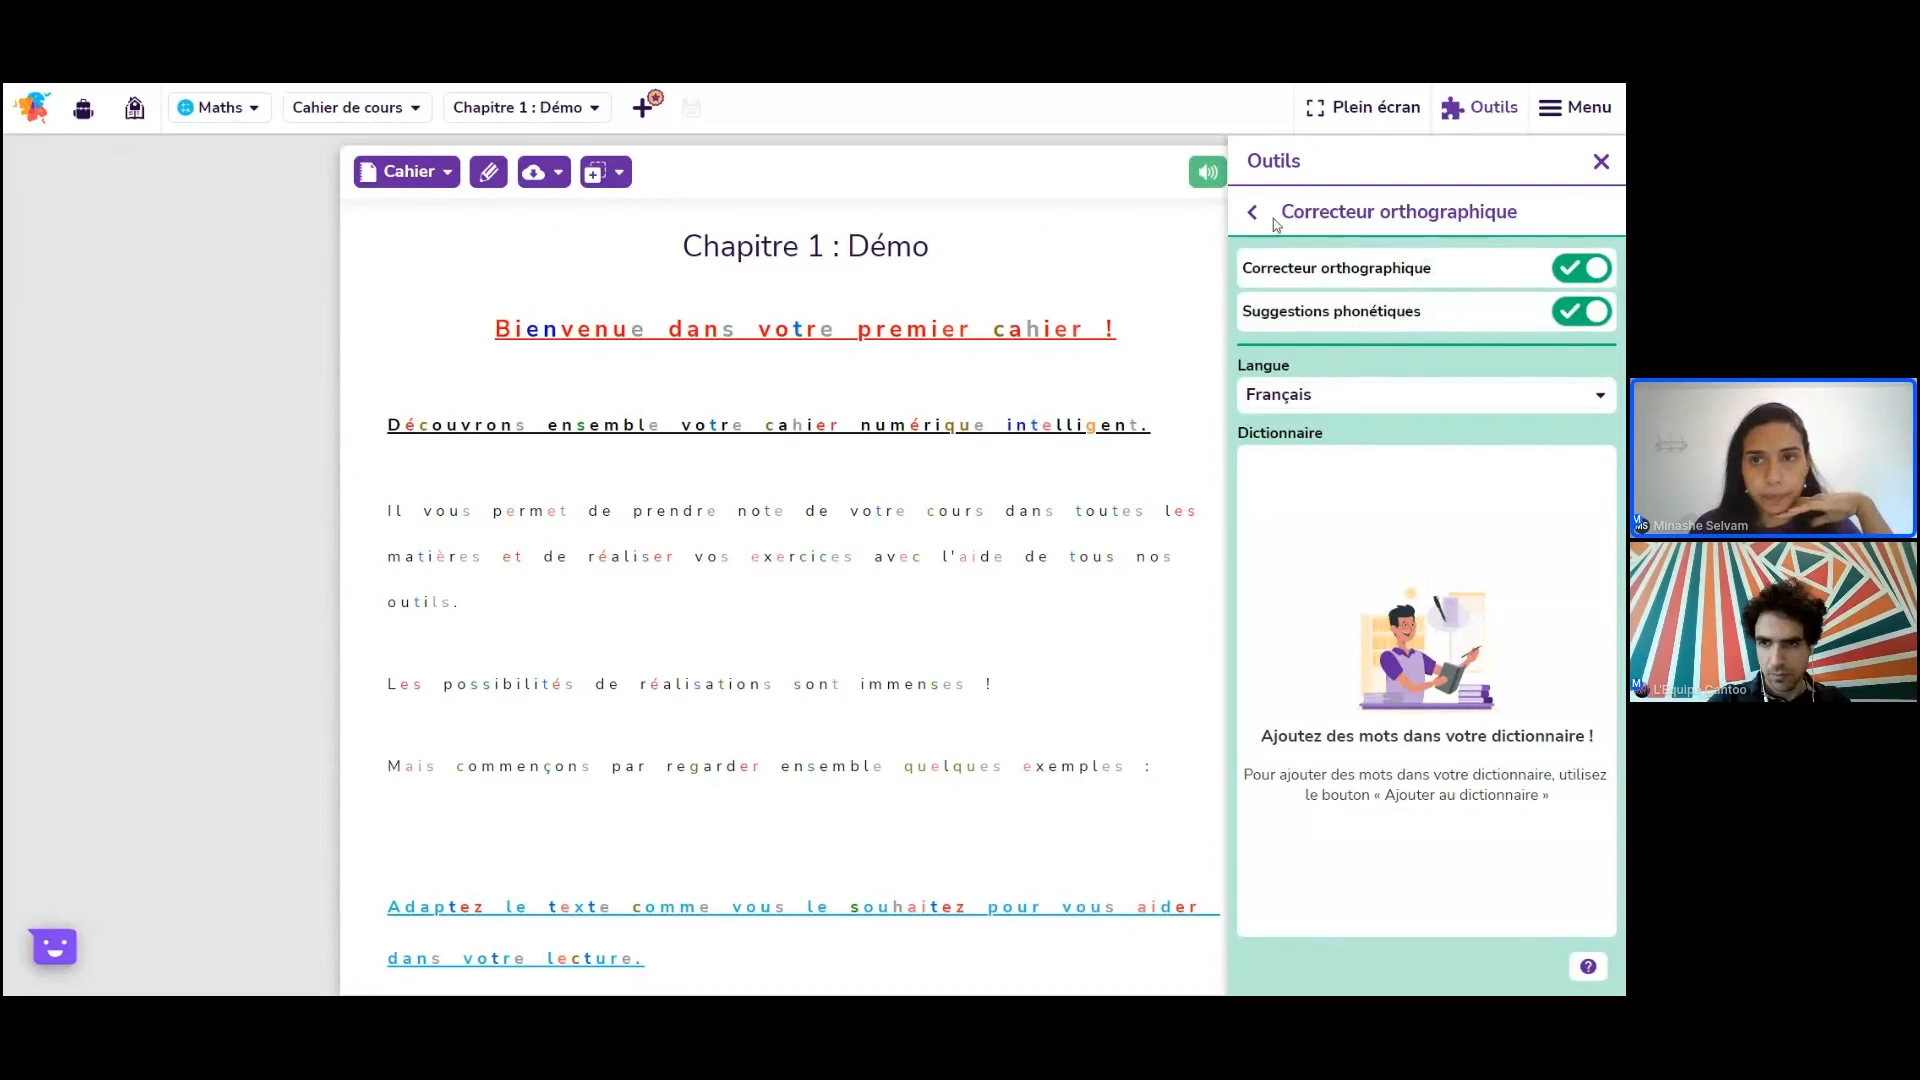 Maths
Cahier de cours
Chapitre 1 : Démo
Plein écran
Outils
Menu
Cahier
Chapitre 1 : Démo
Bienvenue dans votre premier cahier !
Découvrons ensemble votre cahier numérique intelligent.
Il vous permet de prendre note de votre cours dans toutes les
matières et de réaliser vos exercices avec l'aide de tous nos
outils.
Les possibilités de réalisations sont immenses !
Mais commençons par regarder ensemble quelques exemples :
Adaptez le texte comme vous le souhaitez pour vous aider
dans votre lecture.
Outils
Correcteur orthographique
Correcteur orthographique
Suggestions phonétiques
Langue
Français
Dictionnaire
Ajoutez des mots dans votre dictionnaire !
Pour ajouter des mots dans votre dictionnaire, utilisez
le bouton « Ajouter au dictionnaire »
?
M
MS
Minashe Selvam
M
L'Equipe Cantoo